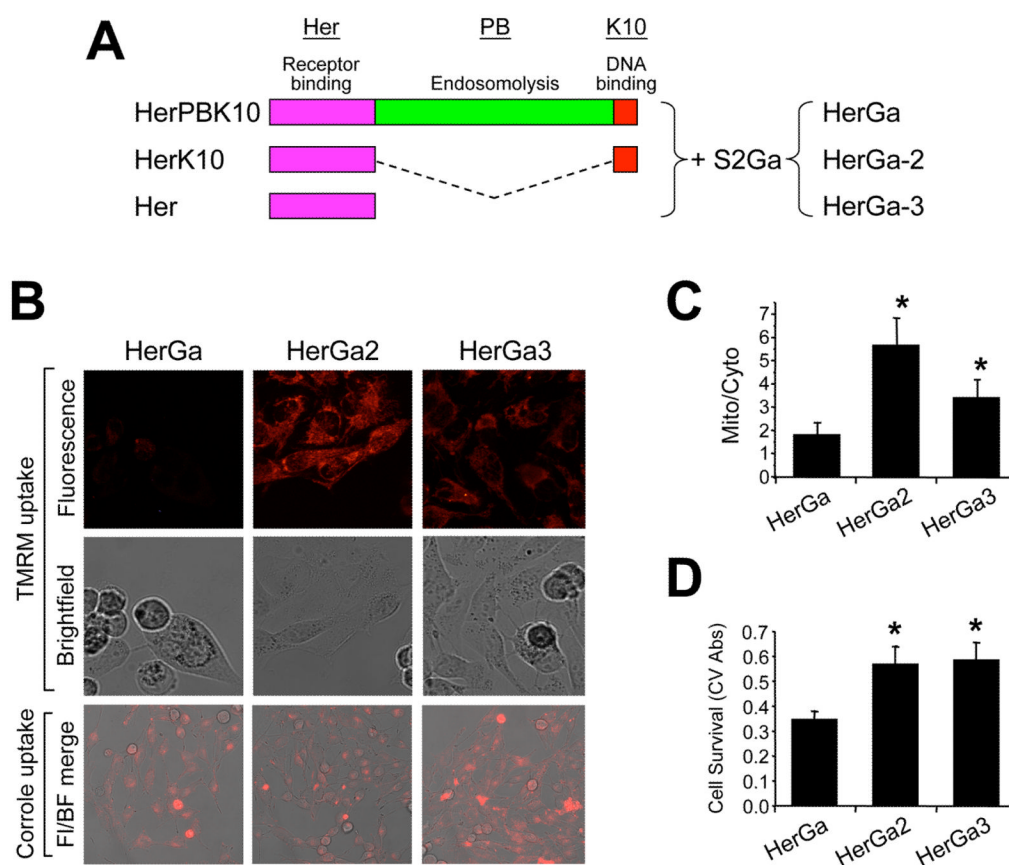 A
Her PB K10
Receptor binding Endosomolysis DNA binding
HerPBK10
HerK10
Her
+ S2Ga
HerGa
HerGa-2
HerGa-3
B
HerGa HerGa2 HerGa3
TMRM uptake
Fluorescence
Brightfield
Corrole uptake
Fl/BF merge
C
Mito/Cyto
7
6
5
4
3
2
1
0
* *
HerGa HerGa2 HerGa3
D
Cell Survival (CV Abs)
0.7
0.6
0.5
0.4
0.3
0.2
0.1
0.0
* *
HerGa HerGa2 HerGa3